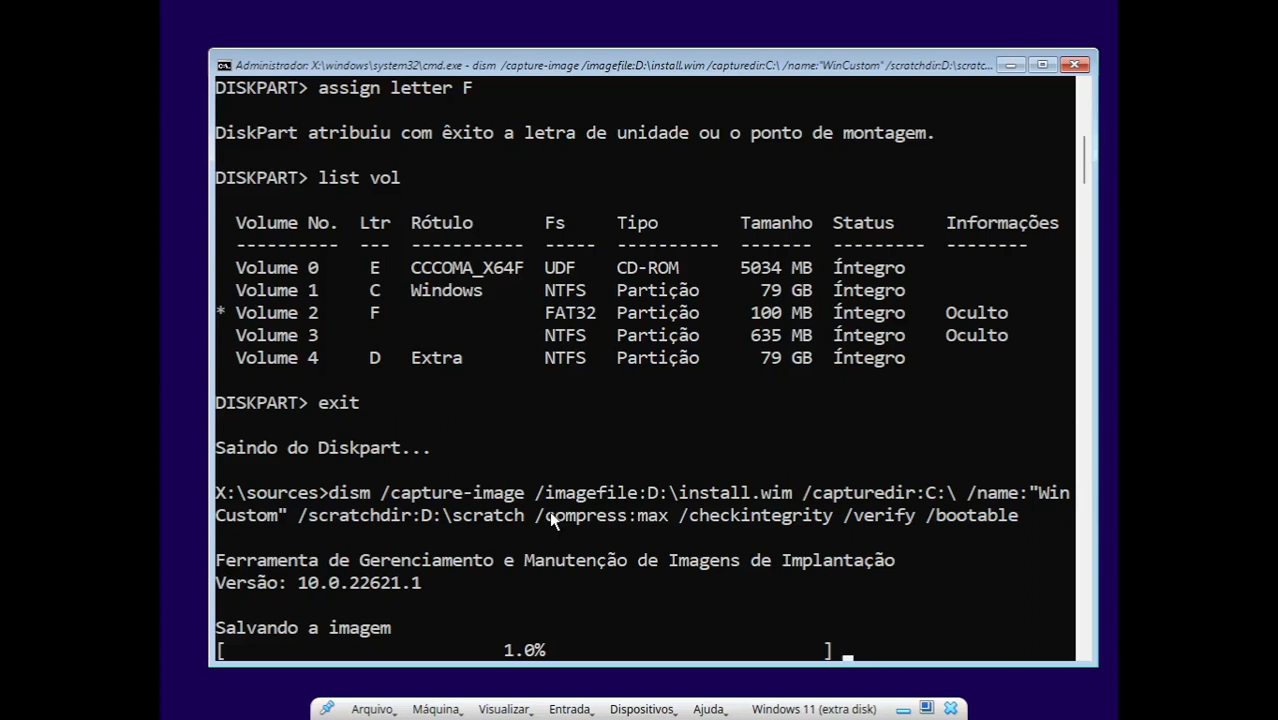 Administrador: X:\windows\system32\cmd.exe - dism /capture-image /imagefile:D:\install.wim /capturedir:C:\ /name:"WinCustom" /scratchdir:D:\scratc...
DISKPART> assign letter F
DiskPart atribuiu com êxito a letra de unidade ou o ponto de montagem.
DISKPART> list vol
Volume No. Ltr Rótulo Fs Tipo Tamanho Status Informações
---------- --- ----------- ----- ---------- ------- --------- --------
Volume 0 E CCCOMA_X64F UDF CD-ROM 5034 MB Íntegro
Volume 1 C Windows NTFS Partição 79 GB Íntegro
* Volume 2 F FAT32 Partição 100 MB Íntegro Oculto
Volume 3 NTFS Partição 635 MB Íntegro Oculto
Volume 4 D Extra NTFS Partição 79 GB Íntegro
DISKPART> exit
Saindo do Diskpart...
X:\sources>dism /capture-image /imagefile:D:\install.wim /capturedir:C:\ /name:"Win
Custom" /scratchdir:D:\scratch /compress:max /checkintegrity /verify /bootable
Ferramenta de Gerenciamento e Manutenção de Imagens de Implantação
Versão: 10.0.22621.1
Salvando a imagem
[ 1.0% ]
Arquivo Máquina Visualizar Entrada Dispositivos Ajuda Windows 11 (extra disk)